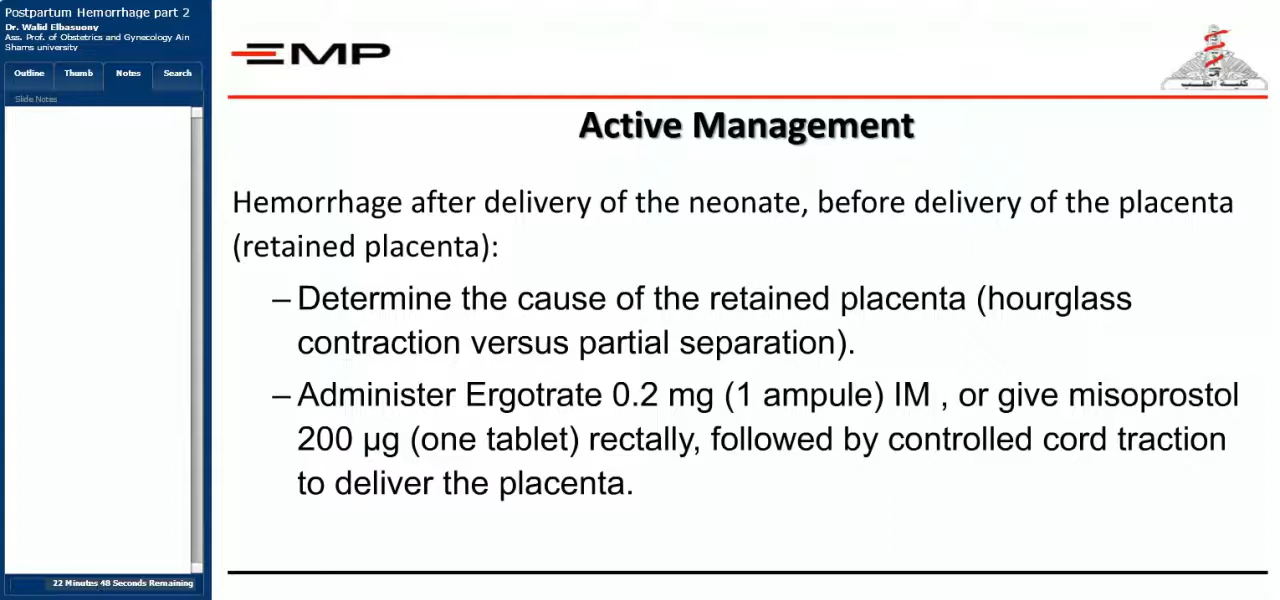 Postpartum Hemorrhage part 2
Dr. Walid Elbasuony
Ass. Prof. of Obstetrics and Gynecology Ain
Shams university
Outline
Thumb
Notes
Search
Slide Notes
EMP
كلية الطب
Active Management
Hemorrhage after delivery of the neonate, before delivery of the placenta
(retained placenta):
– Determine the cause of the retained placenta (hourglass
contraction versus partial separation).
– Administer Ergotrate 0.2 mg (1 ampule) IM , or give misoprostol
200 µg (one tablet) rectally, followed by controlled cord traction
to deliver the placenta.
22 Minutes 48 Seconds Remaining